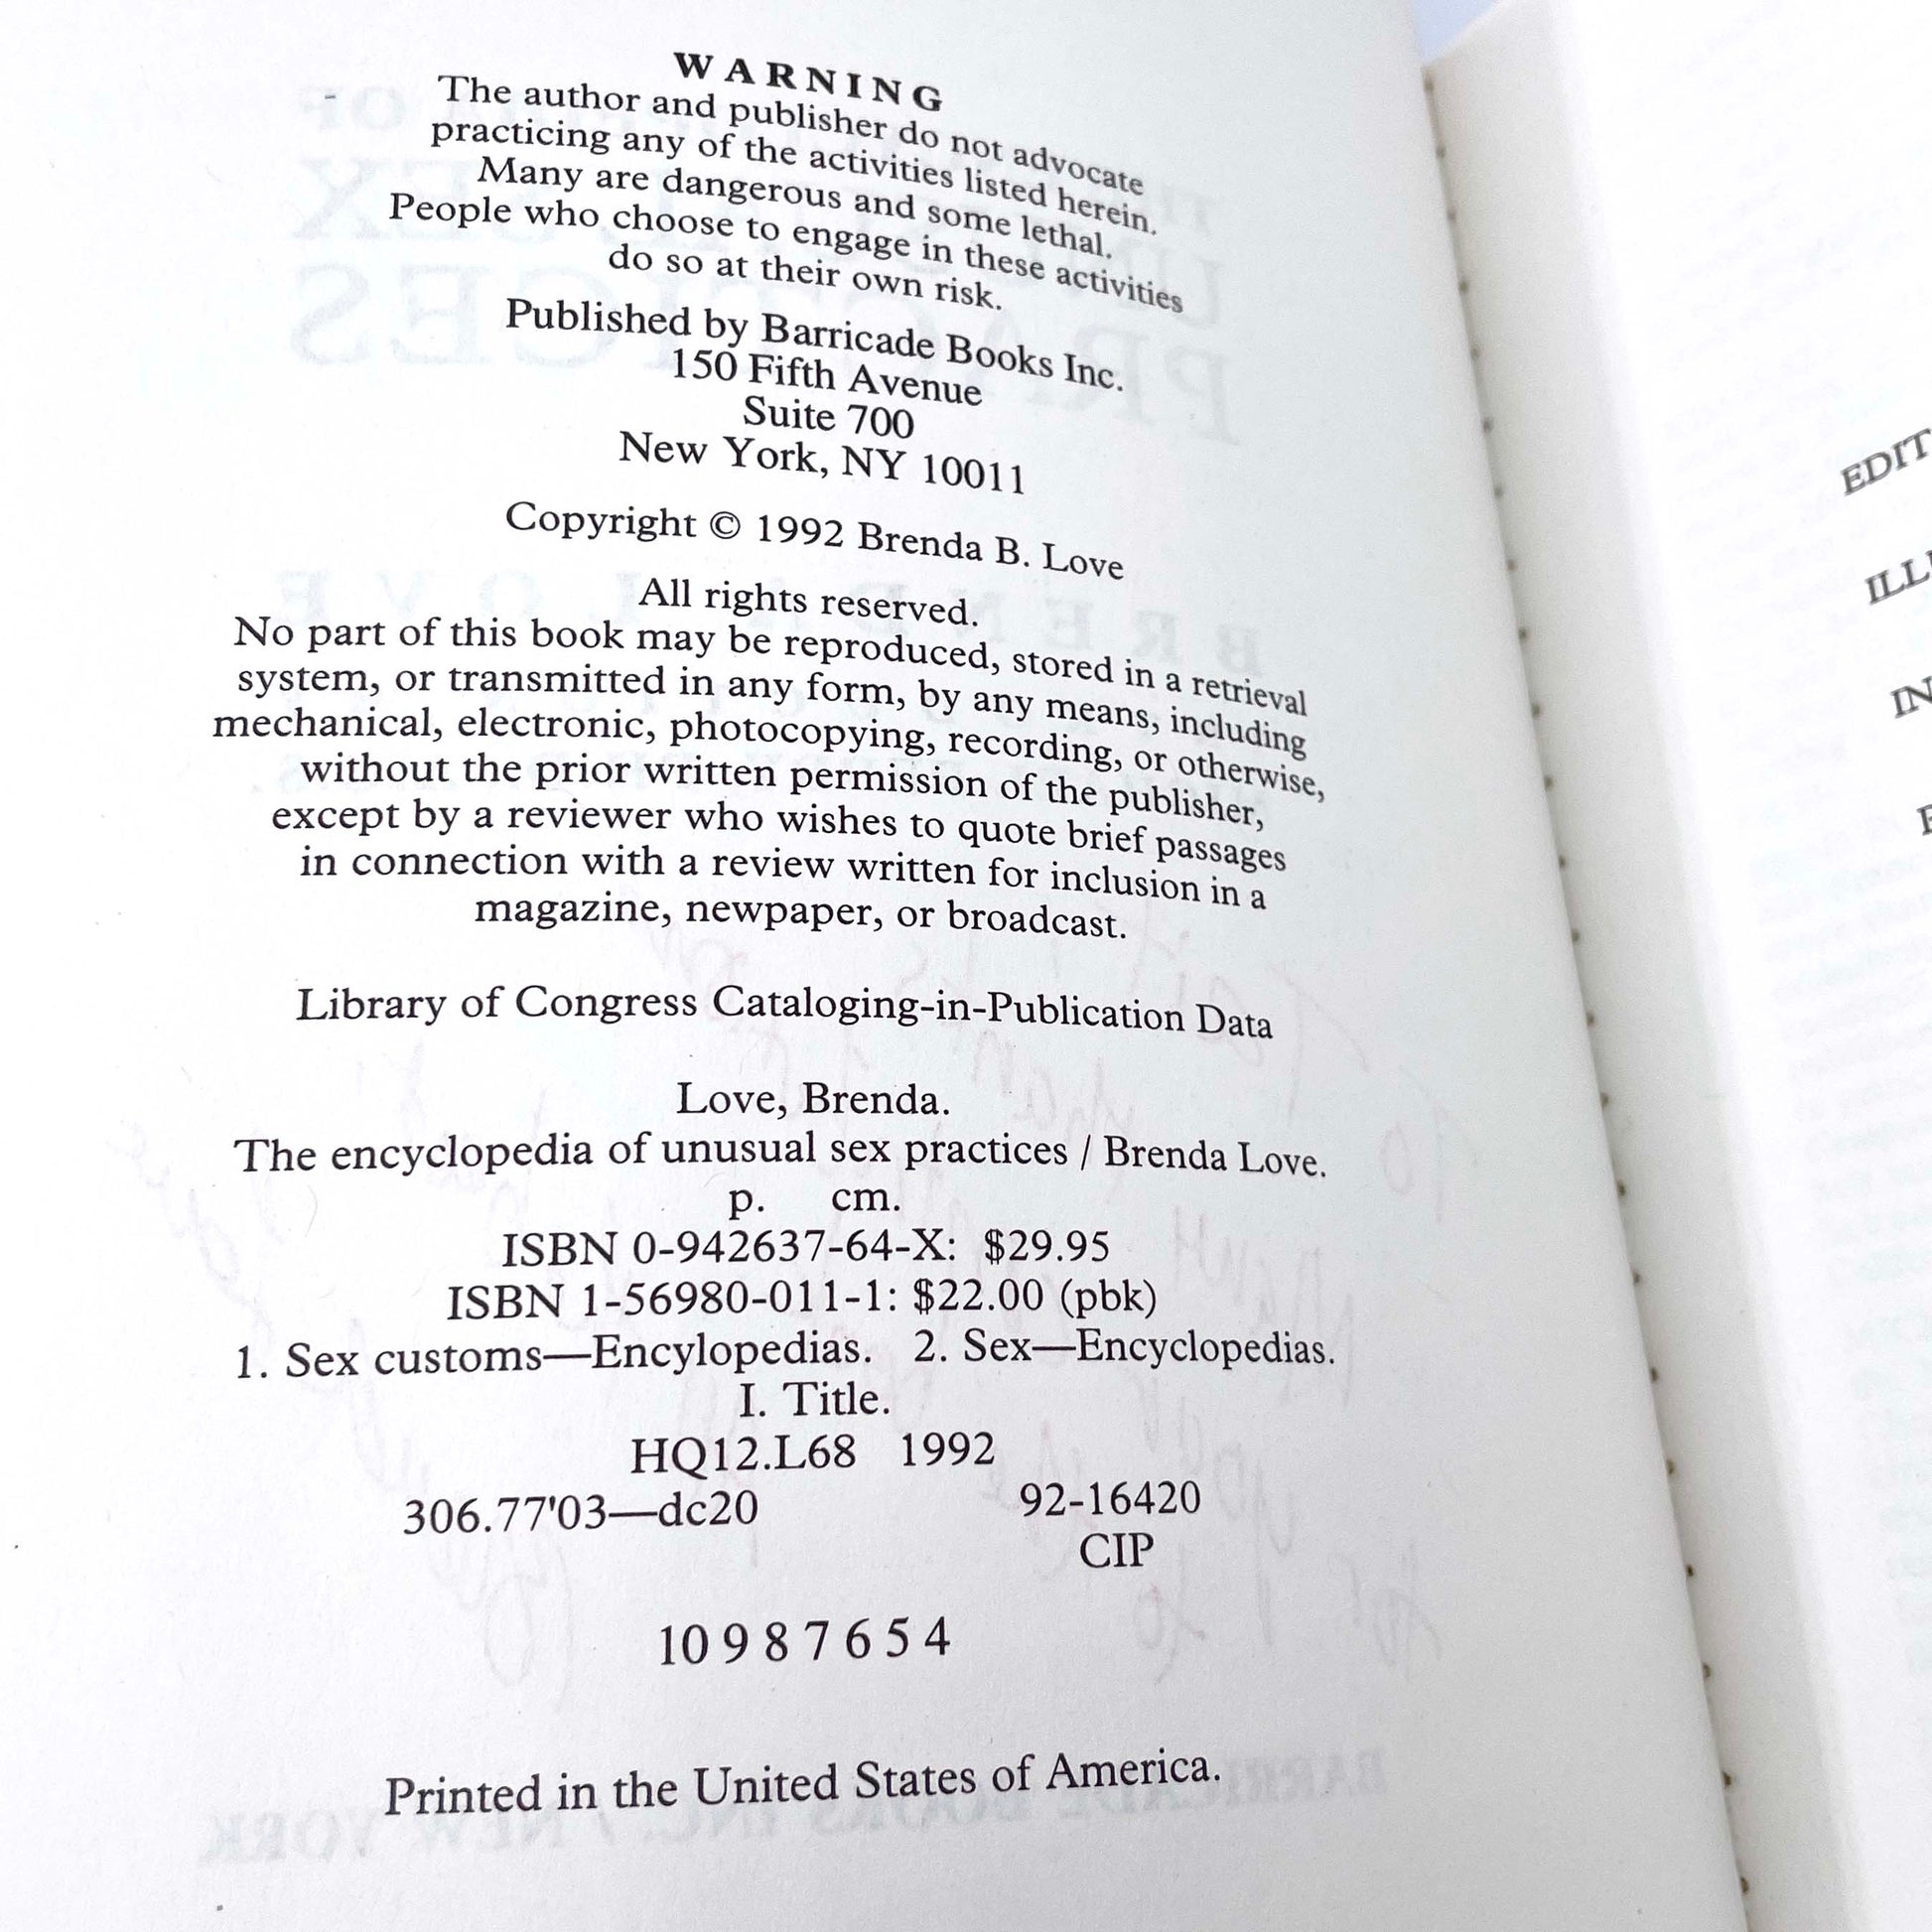 WARNING
The author and publisher do not advocate
practicing any of the activities listed herein.
Many are dangerous and some lethal.
People who choose to engage in these activities
do so at their own risk.
Published by Barricade Books Inc.
150 Fifth Avenue
Suite 700
New York, NY 10011
Copyright © 1992 Brenda B. Love
All rights reserved.
No part of this book may be reproduced, stored in a retrieval
system, or transmitted in any form, by any means, including
mechanical, electronic, photocopying, recording, or otherwise,
without the prior written permission of the publisher,
except by a reviewer who wishes to quote brief passages
in connection with a review written for inclusion in a
magazine, newpaper, or broadcast.
Library of Congress Cataloging-in-Publication Data
Love, Brenda.
The encyclopedia of unusual sex practices / Brenda Love.
p. cm.
ISBN 0-942637-64-X: $29.95
ISBN 1-56980-011-1: $22.00 (pbk)
1. Sex customs—Encylopedias. 2. Sex—Encyclopedias.
I. Title.
HQ12.L68 1992
306.77'03—dc20 92-16420
CIP
10 9 8 7 6 5 4
Printed in the United States of America.
EDIT
ILL
IN